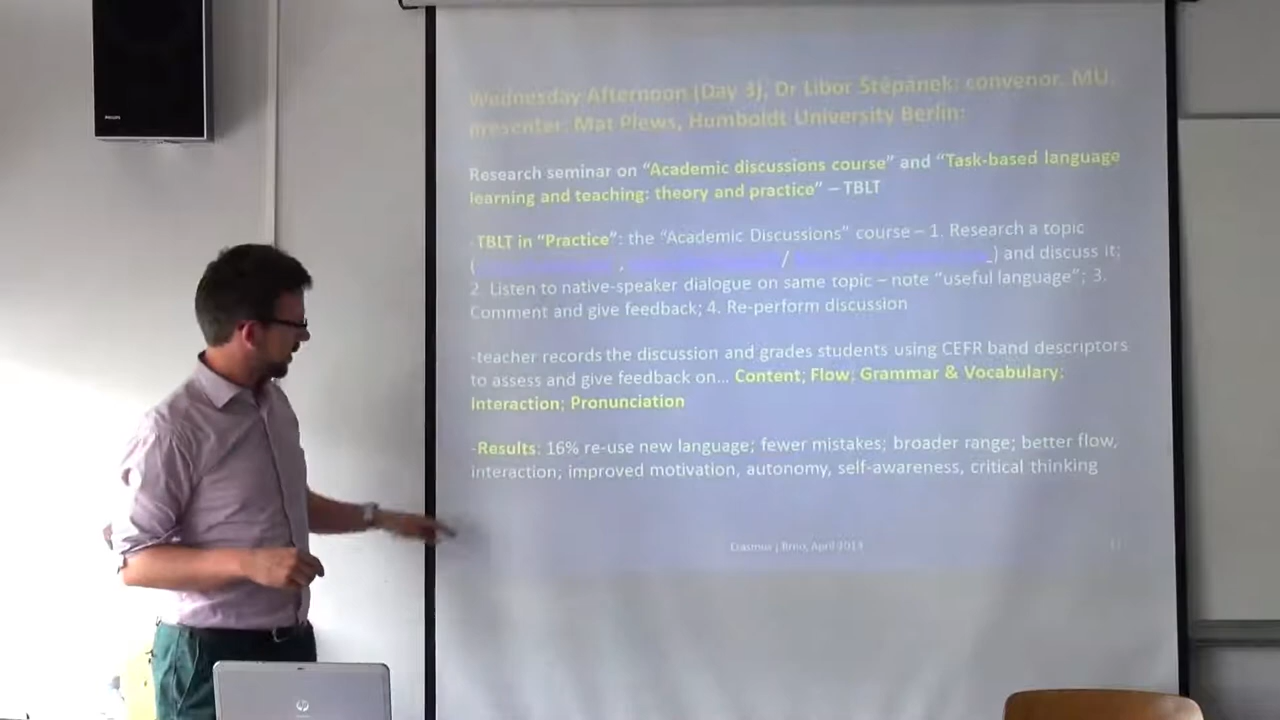 PHILIPS
Wednesday Afternoon (Day 3), Dr Libor Štěpánek: convenor, MU,
presenter: Mat Plews, Humboldt University Berlin:
Research seminar on “Academic discussions course” and “Task-based language
learning and teaching: theory and practice” – TBLT
-TBLT in “Practice”: the “Academic Discussions” course – 1. Research a topic
( , / ) and discuss it;
2. Listen to native-speaker dialogue on same topic – note “useful language”; 3.
Comment and give feedback; 4. Re-perform discussion
-teacher records the discussion and grades students using CEFR band descriptors
to assess and give feedback on... Content; Flow; Grammar & Vocabulary;
Interaction; Pronunciation
-Results: 16% re-use new language; fewer mistakes; broader range; better flow,
interaction; improved motivation, autonomy, self-awareness, critical thinking
Erasmus | Brno, April 2013
hp